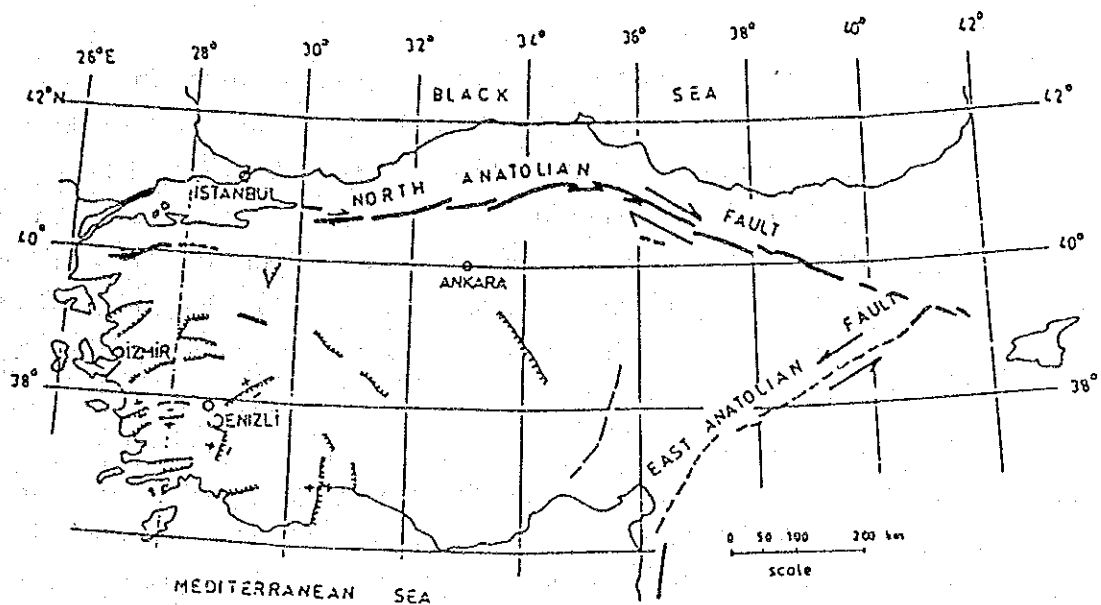 26°E 28° 30° 32° 34° 36° 38° 40° 42°
42°N BLACK SEA 42°
İSTANBUL NORTH ANATOLIAN FAULT
40° 40°
ANKARA
FAULT
İZMİR
38° 38°
DENIZLI EAST ANATOLIAN
0 50 100 200 km
scale
MEDITERRANEAN SEA